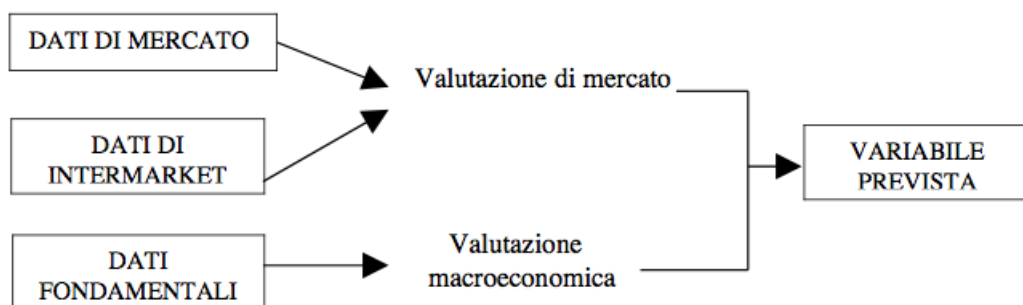 DATI DI MERCATO
Valutazione di mercato
DATI DI
INTERMARKET
VARIABILE
PREVISTA
Valutazione
macroeconomica
DATI
FONDAMENTALI